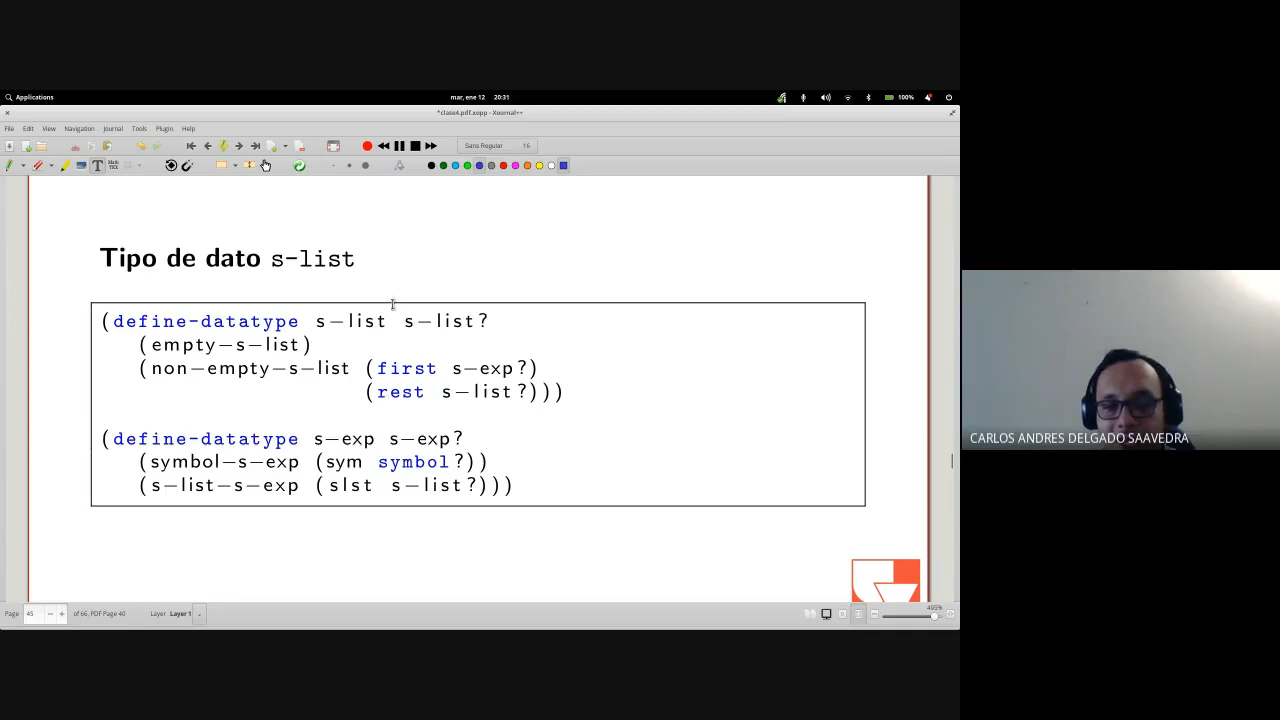 Applications
mar, ene 12 20:31
100%
*clase4.pdf.xopp - Xournal++
File Edit View Navigation Journal Tools Plugin Help
Sans Regular 16
Tipo de dato s-list
(define-datatype s-list s-list?
(empty-s-list)
(non-empty-s-list (first s-exp?)
(rest s-list?)))
(define-datatype s-exp s-exp?
(symbol-s-exp (sym symbol?))
(s-list-s-exp (slst s-list?)))
CARLOS ANDRES DELGADO SAAVEDRA
Page 45 of 66, PDF Page 40 Layer Layer 1
495%